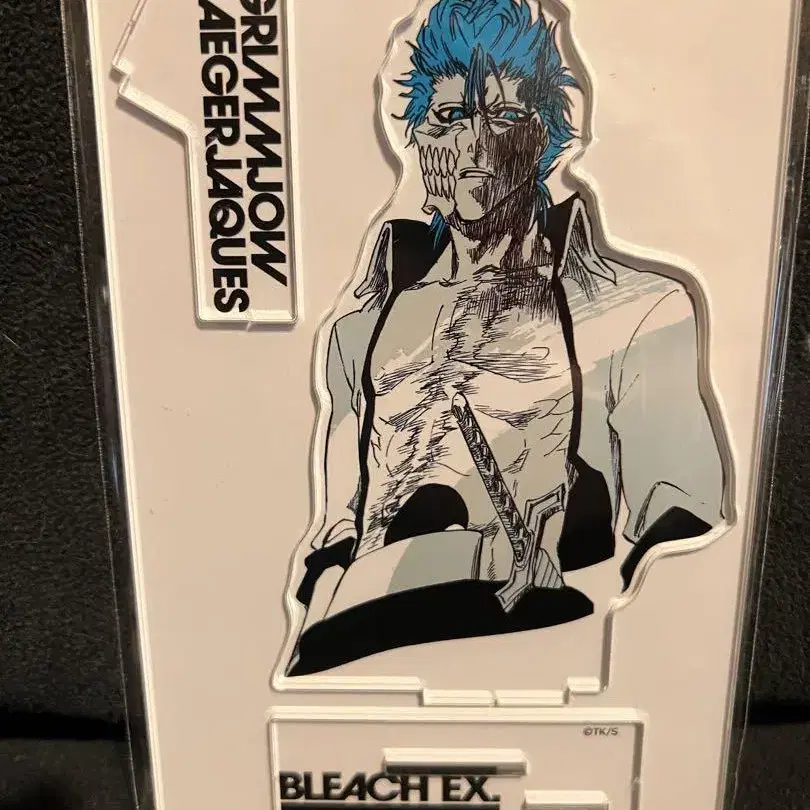 GRIMMJOW
JAEGERJAQUES
©TK/S
BLEACH EX.